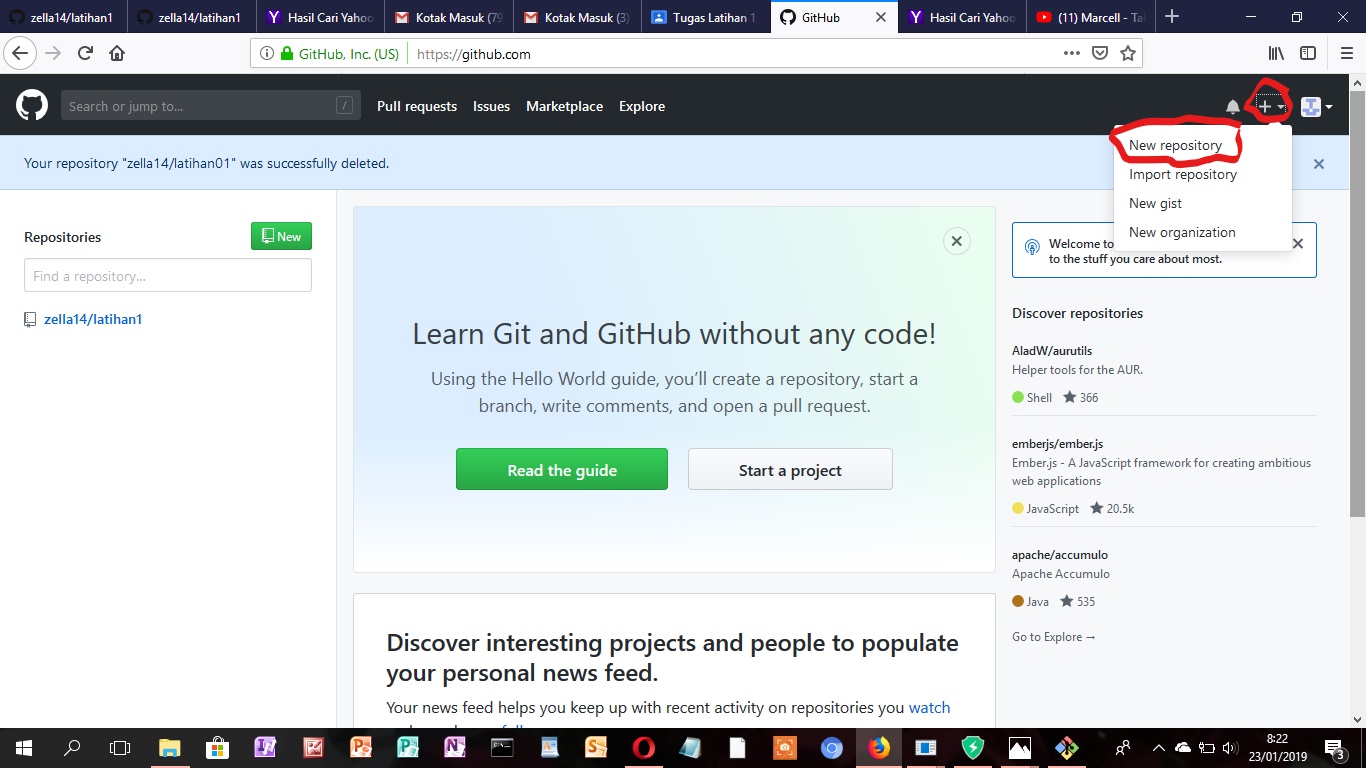 zella14/latihan1
zella14/latihan1
Hasil Cari Yahoo
Kotak Masuk (79
Kotak Masuk (3)
Tugas Latihan 1
GitHub
Hasil Cari Yahoo
(11) Marcell - Tak
GitHub, Inc. (US)
https://github.com
Search or jump to...
/
Pull requests
Issues
Marketplace
Explore
New repository
Import repository
New gist
New organization
Your repository "zella14/latihan01" was successfully deleted.
Repositories
New
Find a repository...
zella14/latihan1
Learn Git and GitHub without any code!
Using the Hello World guide, you’ll create a repository, start a
branch, write comments, and open a pull request.
Read the guide
Start a project
Discover interesting projects and people to populate
your personal news feed.
Your news feed helps you keep up with recent activity on repositories you watch
Welcome to
to the stuff you care about most.
Discover repositories
AladW/aurutils
Helper tools for the AUR.
Shell 366
emberjs/ember.js
Ember.js - A JavaScript framework for creating ambitious
web applications
JavaScript 20.5k
apache/accumulo
Apache Accumulo
Java 535
Go to Explore →
8:22
23/01/2019
3